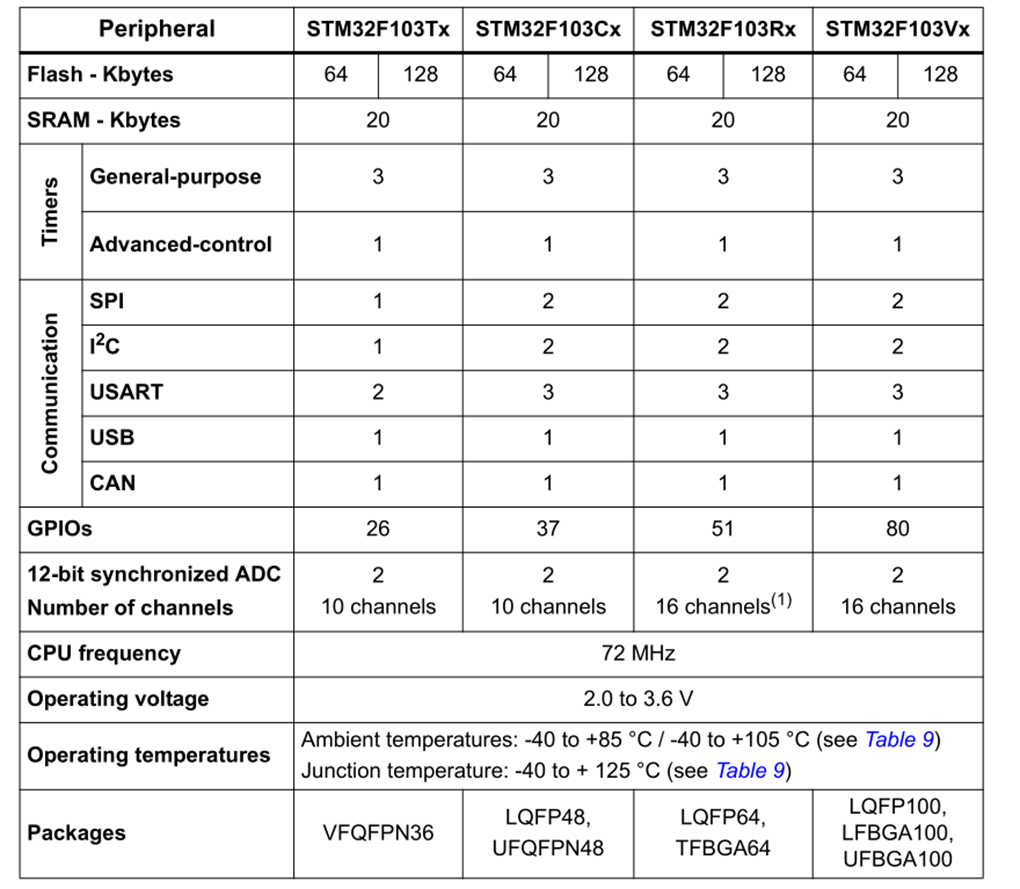 Peripheral STM32F103Tx STM32F103Cx STM32F103Rx STM32F103Vx
Flash - Kbytes 64 128 64 128 64 128 64 128
SRAM - Kbytes 20 20 20 20
Timers
General-purpose 3 3 3 3
Advanced-control 1 1 1 1
Communication
SPI 1 2 2 2
I²C 1 2 2 2
USART 2 3 3 3
USB 1 1 1 1
CAN 1 1 1 1
GPIOs 26 37 51 80
12-bit synchronized ADC 2 2 2 2
Number of channels 10 channels 10 channels 16 channels(1) 16 channels
CPU frequency 72 MHz
Operating voltage 2.0 to 3.6 V
Operating temperatures
Ambient temperatures: -40 to +85 °C / -40 to +105 °C (see Table 9)
Junction temperature: -40 to + 125 °C (see Table 9)
Packages
VFQFPN36
LQFP48,
UFQFPN48
LQFP64,
TFBGA64
LQFP100,
LFBGA100,
UFBGA100